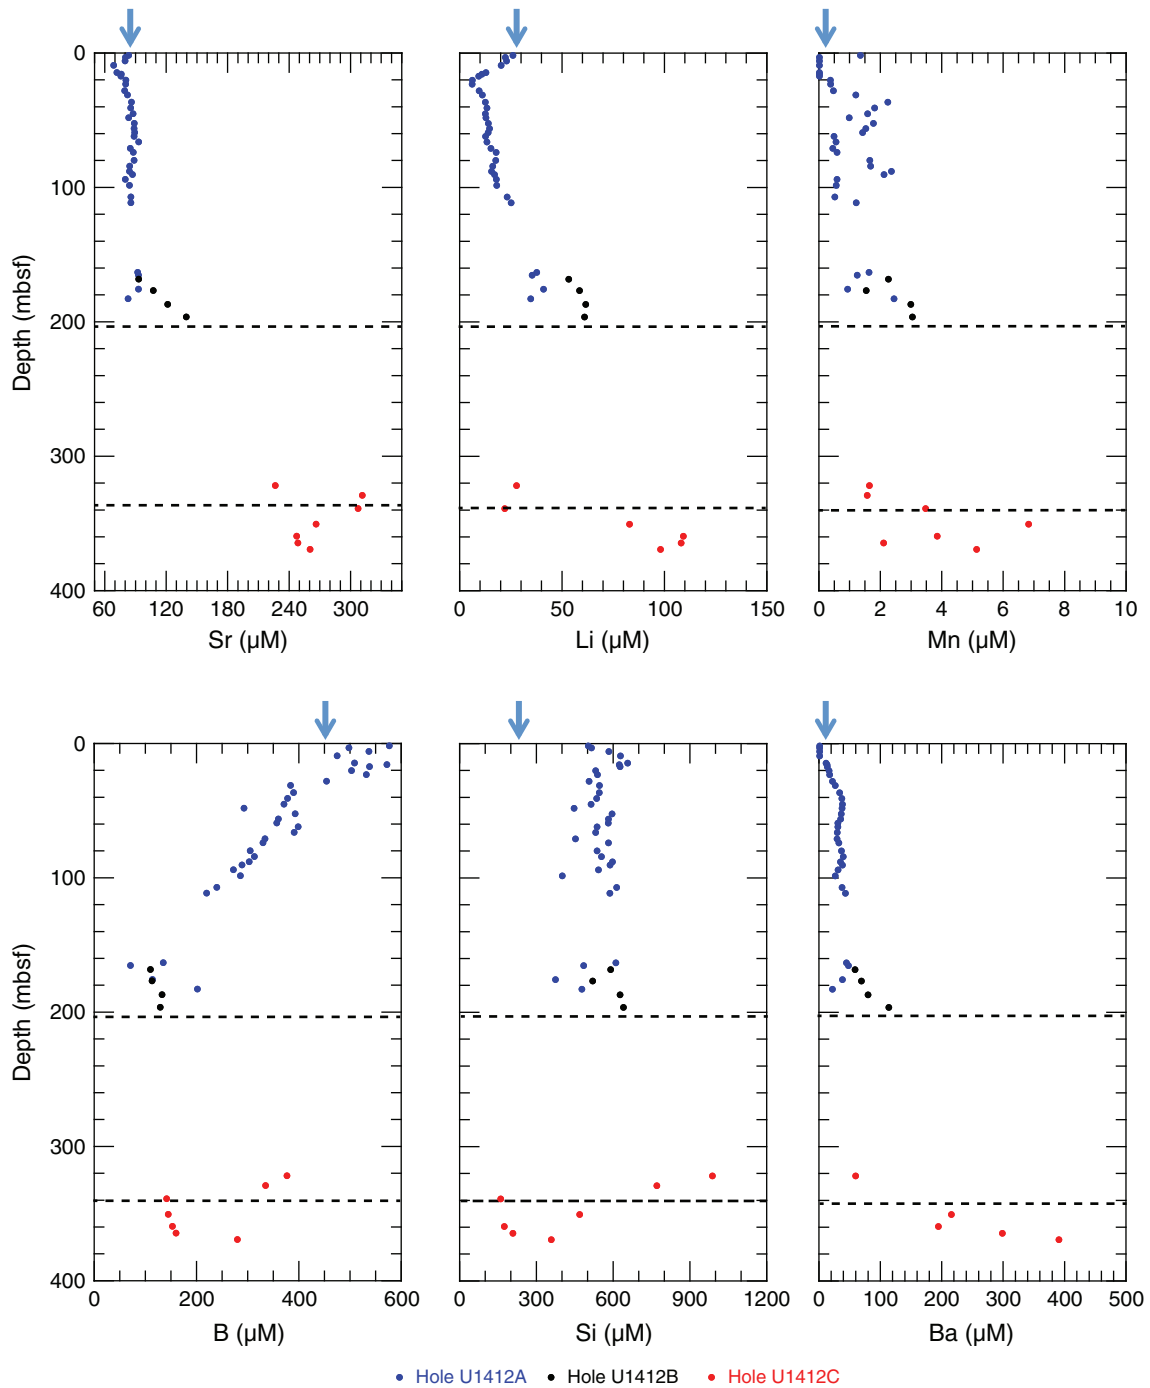 0
100
200
300
400
Depth (mbsf)
60 120 180 240 300
Sr (µM)
0 50 100 150
Li (µM)
0 2 4 6 8 10
Mn (µM)
0
100
200
300
400
Depth (mbsf)
0 200 400 600
B (µM)
0 300 600 900 1200
Si (µM)
0 100 200 300 400 500
Ba (µM)
Hole U1412A Hole U1412B Hole U1412C